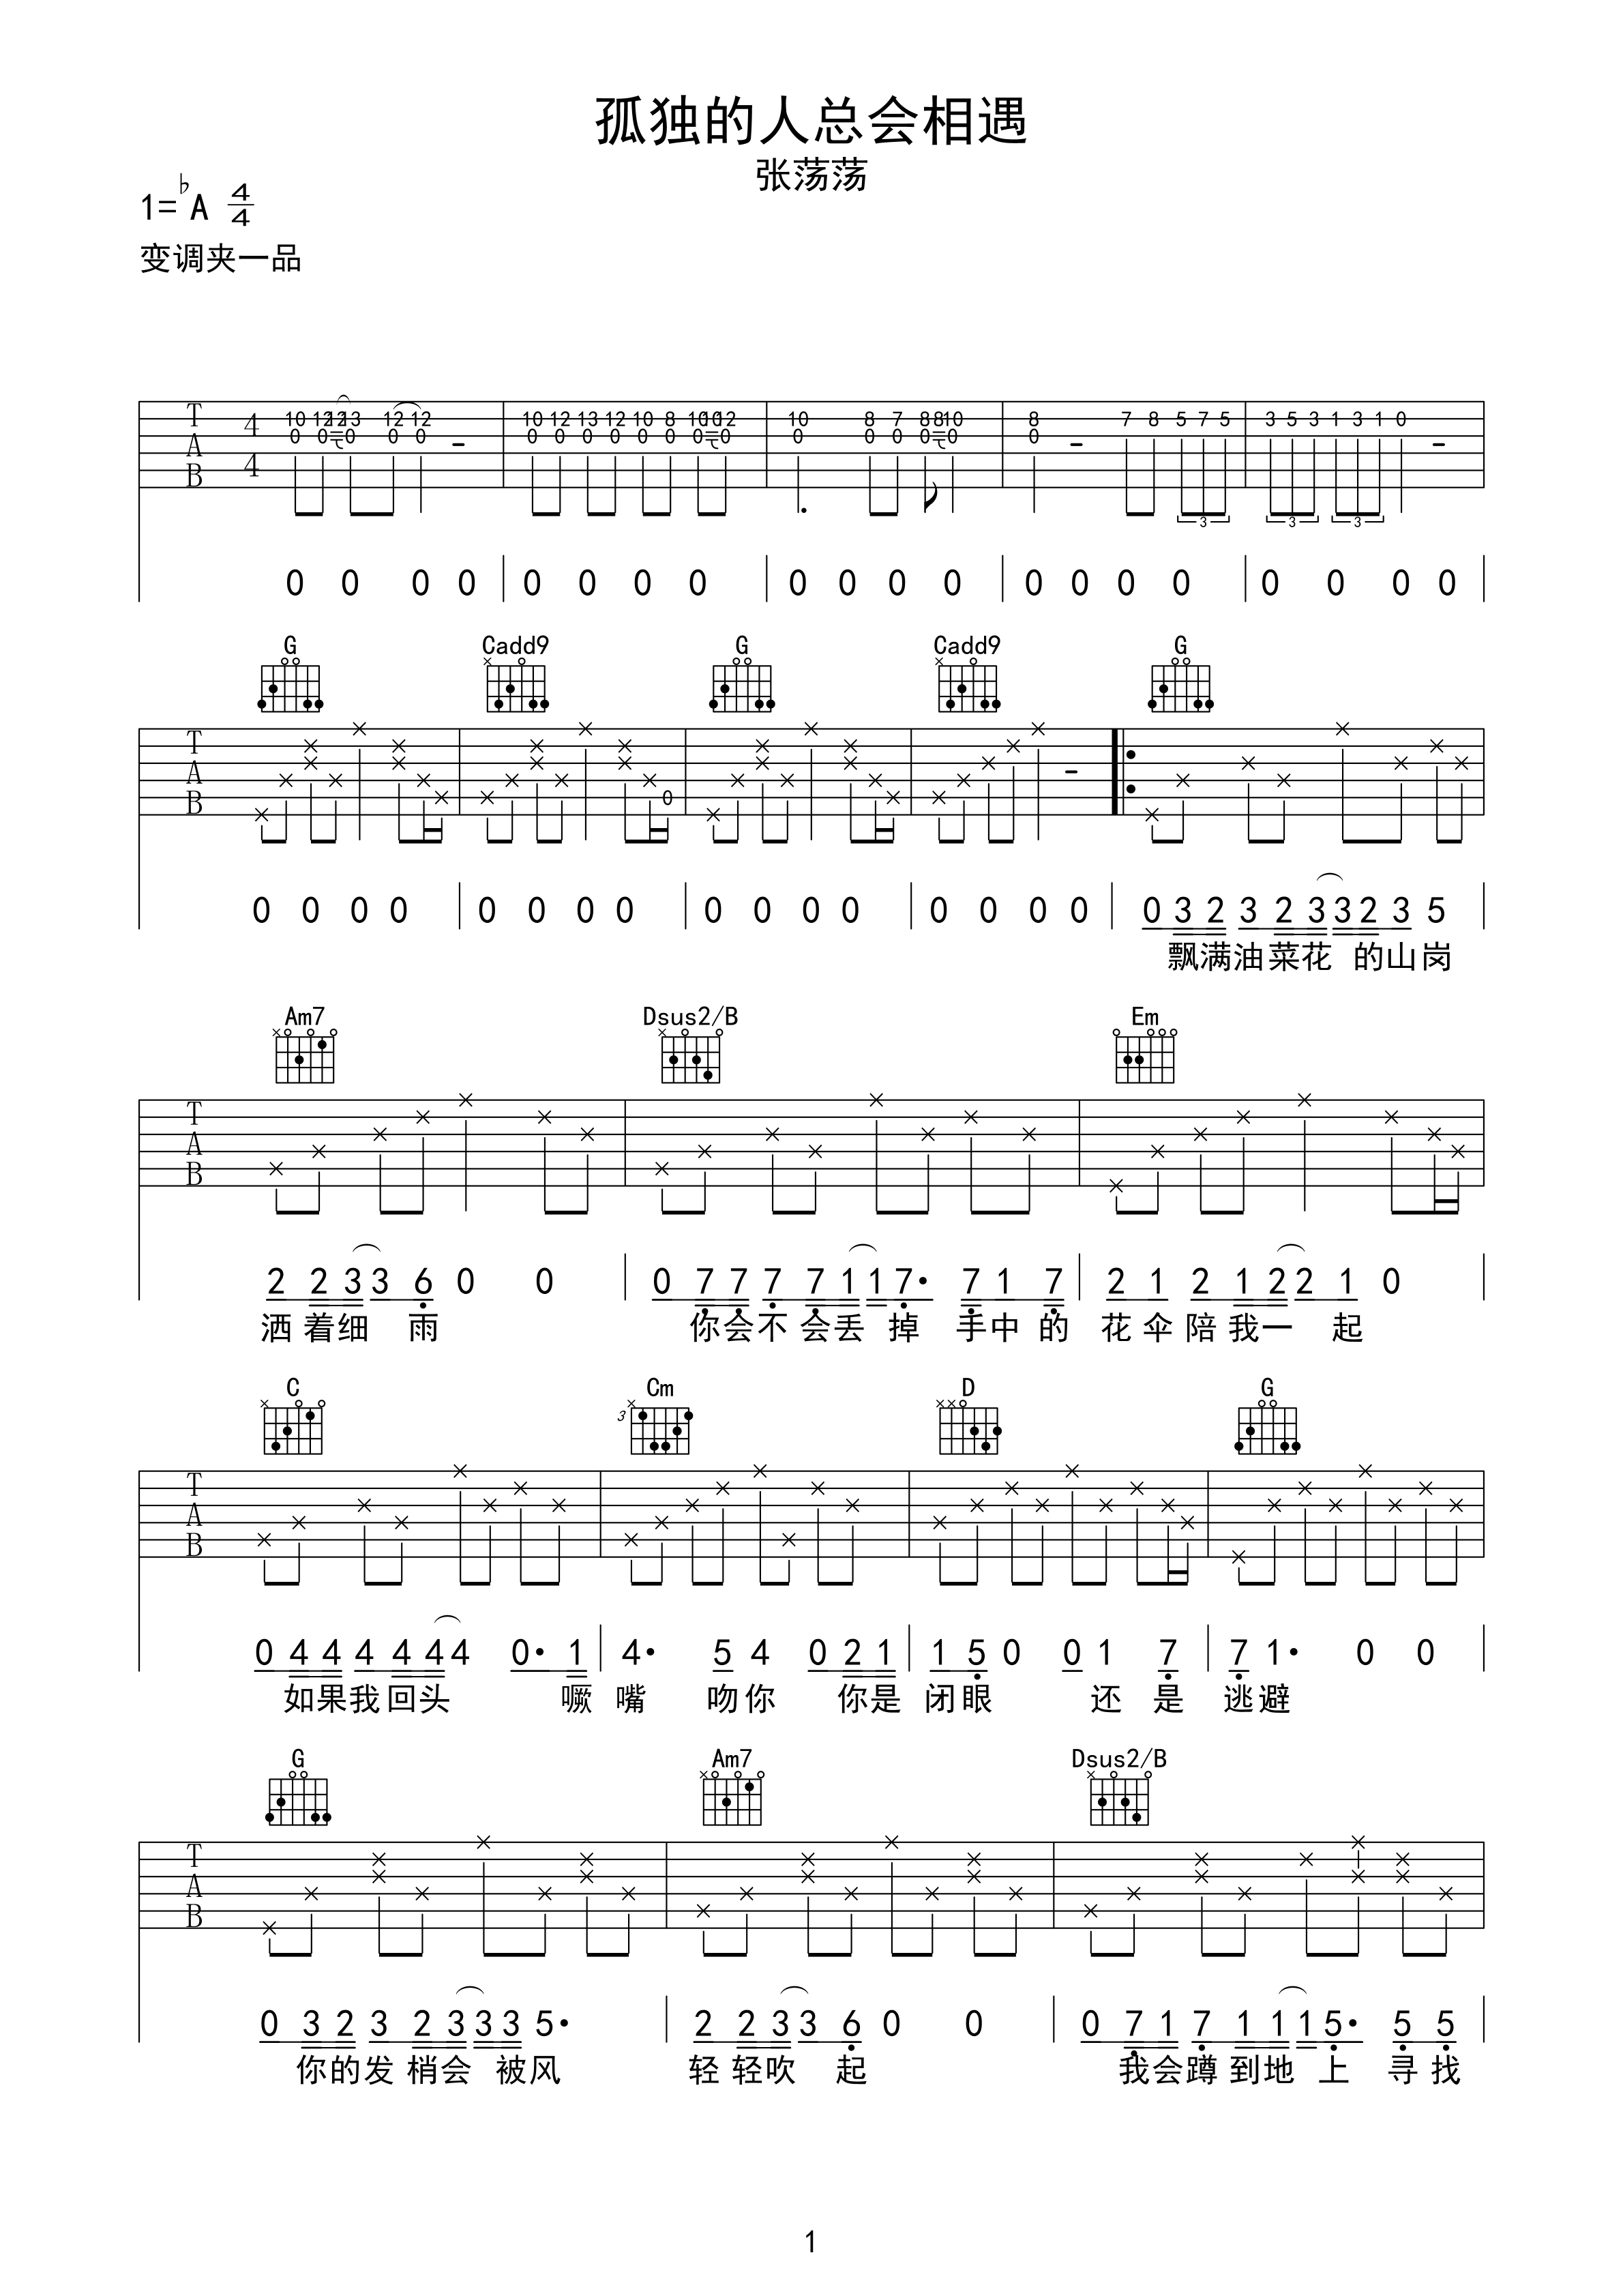 孤独的人总会相遇
张荡荡
1=♭A 4/4
变调夹一品
T A B 4/4 10 0 12 0 12 13 0 12 0 12 0 - 10 0 12 0 13 0 12 0 10 0 8 0 10 0 10 12 0 10 0 8 0 7 0 8 0 8 10 0 8 0 - 7 8 5 7 5 3 5 3 1 3 1 0 -
3 3 3
0 0 0 0 | 0 0 0 0 | 0 0 0 0 | 0 0 0 0 | 0 0 0 0
G Cadd9 G Cadd9 G
T A B 0 -
0 0 0 0 | 0 0 0 0 | 0 0 0 0 | 0 0 0 0 | 0 3 2 3 2 3 3 2 3 5
飘满油菜花 的山岗
Am7 Dsus2/B Em
T A B
2 2 3 3 6 0 0 | 0 7 7 7 7 1 1 7· 7 1 7 | 2 1 2 1 2 2 1 0
洒 着细 雨 你会不 会丢 掉 手中 的 花 伞 陪 我一 起
C Cm D G
3
T A B
0 4 4 4 4 4 4 0· 1 | 4· 5 4 0 2 1 | 1 5 0 0 1 7 | 7 1· 0 0
如果我 回头 噘 嘴 吻你 你是 闭眼 还 是 逃避
G Am7 Dsus2/B
T A B
0 3 2 3 2 3 3 3 5· | 2 2 3 3 6 0 0 | 0 7 1 7 1 1 1 5· 5 5
你的发 梢会 被风 轻 轻吹 起 我会蹲 到地 上 寻 找
1